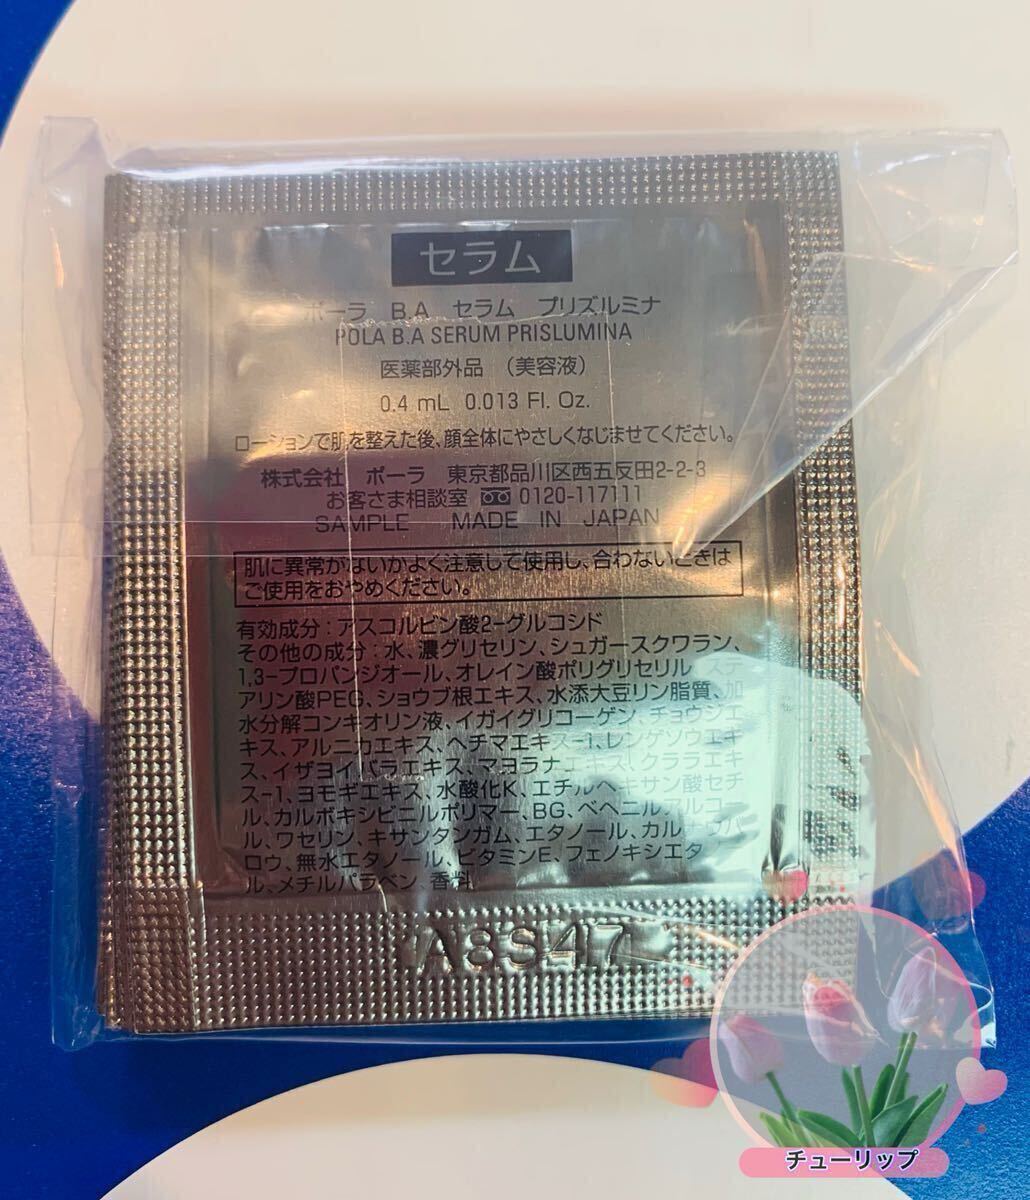 セラム
ポーラ B.A セラム プリズルミナ
POLA B.A SERUM PRISLUMINA
医薬部外品 (美容液)
0.4 mL 0.013 Fl. Oz.
ローションで肌を整えた後、顔全体にやさしくなじませてください。
株式会社 ポーラ 東京都品川区西五反田2-2-3
お客さま相談室 0120-117111
SAMPLE MADE IN JAPAN
肌に異常がないかよく注意して使用し、合わないときは
ご使用をおやめください。
有効成分:アスコルビン酸2-グルコシド
その他の成分:水、濃グリセリン、シュガースクワラン、
1,3-プロパンジオール、オレイン酸ポリグリセリル、ステ
アリン酸PEG、ショウブ根エキス、水添大豆リン脂質、加
水分解コンキオリン液、イガイグリコーゲン、チョウジエ
キス、アルニカエキス、ヘチマエキス-1、レンゲソウエキ
ス、イザヨイバラエキス、マヨラナエキス、クララエキ
ス-1、ヨモギエキス、水酸化K、エチルヘキサン酸セチ
ル、カルボキシビニルポリマー、BG、ベヘニルアルコー
ル、ワセリン、キサンタンガム、エタノール、カルナウバ
ロウ、無水エタノール、ビタミンE、フェノキシエタノー
ル、メチルパラベン、香料
A8S47
チューリップ